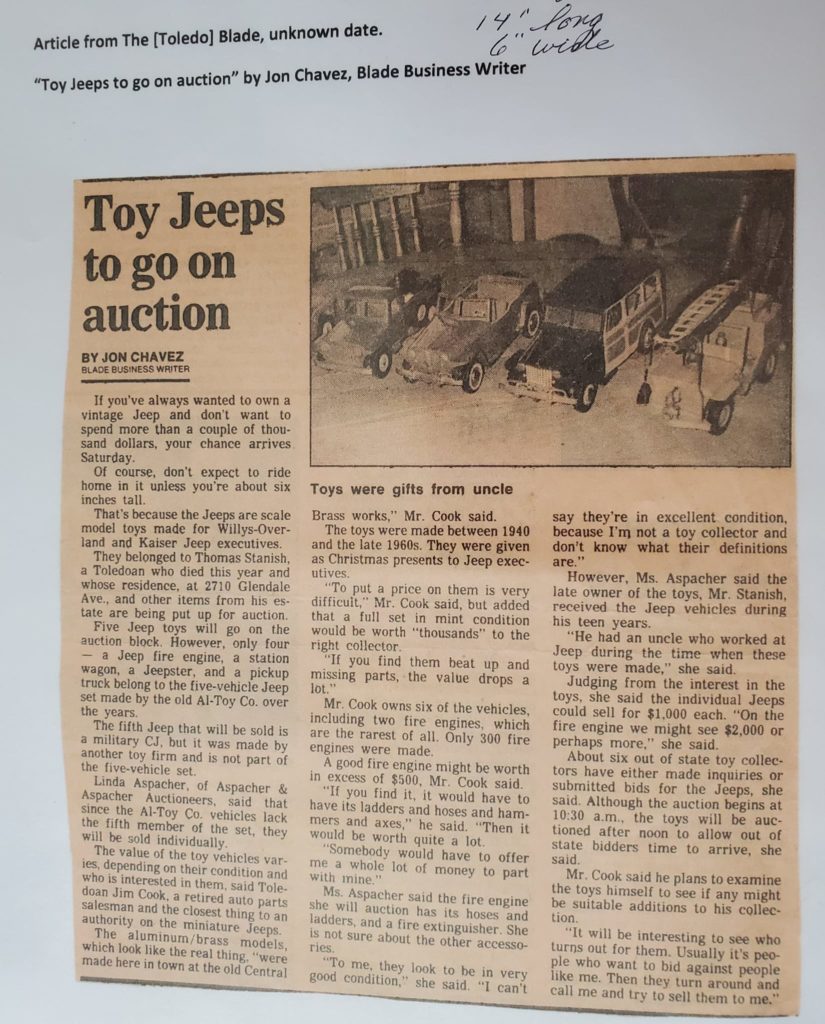 Article from The [Toledo] Blade, unknown date.
14" long
6" wide
“Toy Jeeps to go on auction” by Jon Chavez, Blade Business Writer
Toy Jeeps
to go on
auction
BY JON CHAVEZ
BLADE BUSINESS WRITER
If you've always wanted to own a
vintage Jeep and don't want to
spend more than a couple of thou-
sand dollars, your chance arrives
Saturday.
Of course, don't expect to ride
home in it unless you're about six
inches tall.
That's because the Jeeps are scale
model toys made for Willys-Over-
land and Kaiser Jeep executives.
They belonged to Thomas Stanish,
a Toledoan who died this year and
whose residence, at 2710 Glendale
Ave., and other items from his es-
tate are being put up for auction.
Five Jeep toys will go on the
auction block. However, only four
— a Jeep fire engine, a station
wagon, a Jeepster, and a pickup
truck belong to the five-vehicle Jeep
set made by the old Al-Toy Co. over
the years.
The fifth Jeep that will be sold is
a military CJ, but it was made by
another toy firm and is not part of
the five-vehicle set.
Linda Aspacher, of Aspacher &
Aspacher Auctioneers, said that
since the Al-Toy Co. vehicles lack
the fifth member of the set, they
will be sold individually.
The value of the toy vehicles var-
ies, depending on their condition and
who is interested in them, said Tole-
doan Jim Cook, a retired auto parts
salesman and the closest thing to an
authority on the miniature Jeeps.
The aluminum/brass models,
which look like the real thing, "were
made here in town at the old Central
Toys were gifts from uncle
Brass works," Mr. Cook said.
The toys were made between 1940
and the late 1960s. They were given
as Christmas presents to Jeep exec-
utives.
"To put a price on them is very
difficult," Mr. Cook said, but added
that a full set in mint condition
would be worth "thousands" to the
right collector.
"If you find them beat up and
missing parts, the value drops a
lot."
Mr. Cook owns six of the vehicles,
including two fire engines, which
are the rarest of all. Only 300 fire
engines were made.
A good fire engine might be worth
in excess of $500, Mr. Cook said.
"If you find it, it would have to
have its ladders and hoses and ham-
mers and axes," he said. "Then it
would be worth quite a lot.
"Somebody would have to offer
me a whole lot of money to part
with mine."
Ms. Aspacher said the fire engine
she will auction has its hoses and
ladders, and a fire extinguisher. She
is not sure about the other accesso-
ries.
"To me, they look to be in very
good condition," she said. "I can't
say they're in excellent condition,
because I'm not a toy collector and
don't know what their definitions
are."
However, Ms. Aspacher said the
late owner of the toys, Mr. Stanish,
received the Jeep vehicles during
his teen years.
"He had an uncle who worked at
Jeep during the time when these
toys were made," she said.
Judging from the interest in the
toys, she said the individual Jeeps
could sell for $1,000 each. "On the
fire engine we might see $2,000 or
perhaps more," she said.
About six out of state toy collec-
tors have either made inquiries or
submitted bids for the Jeeps, she
said. Although the auction begins at
10:30 a.m., the toys will be auc-
tioned after noon to allow out of
state bidders time to arrive, she
said.
Mr. Cook said he plans to examine
the toys himself to see if any might
be suitable additions to his collec-
tion.
"It will be interesting to see who
turns out for them. Usually it's peo-
ple who want to bid against people
like me. Then they turn around and
call me and try to sell them to me."